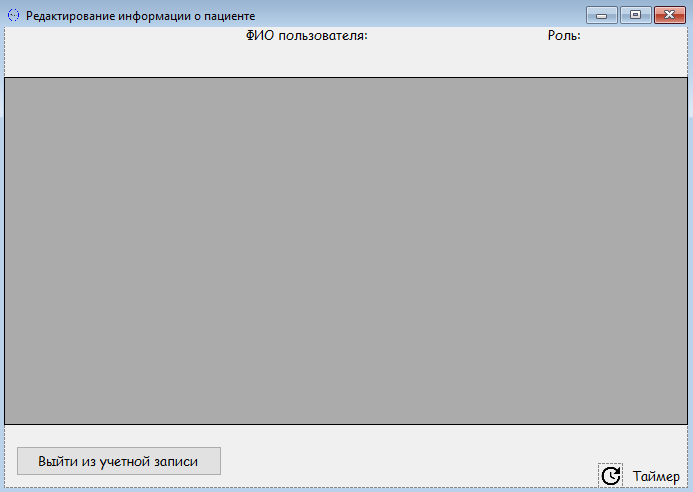 Редактирование информации о пациенте
ФИО пользователя: Роль:
Выйти из учетной записи
Таймер